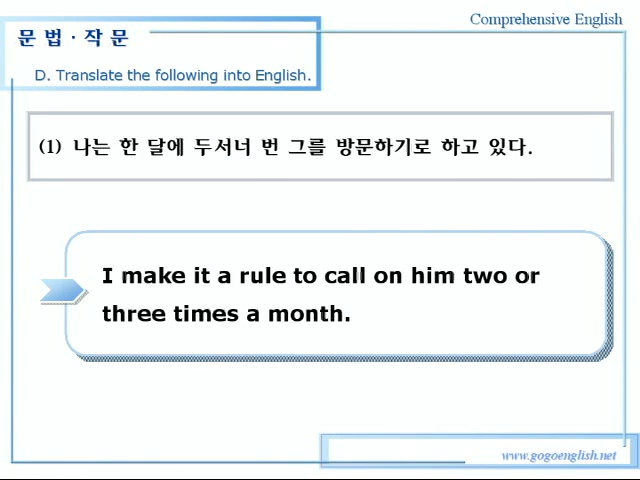 Comprehensive English
문 법 · 작 문
D. Translate the following into English.
(1) 나는 한 달에 두서너 번 그를 방문하기로 하고 있다.
I make it a rule to call on him two or
three times a month.
www.gogoenglish.net